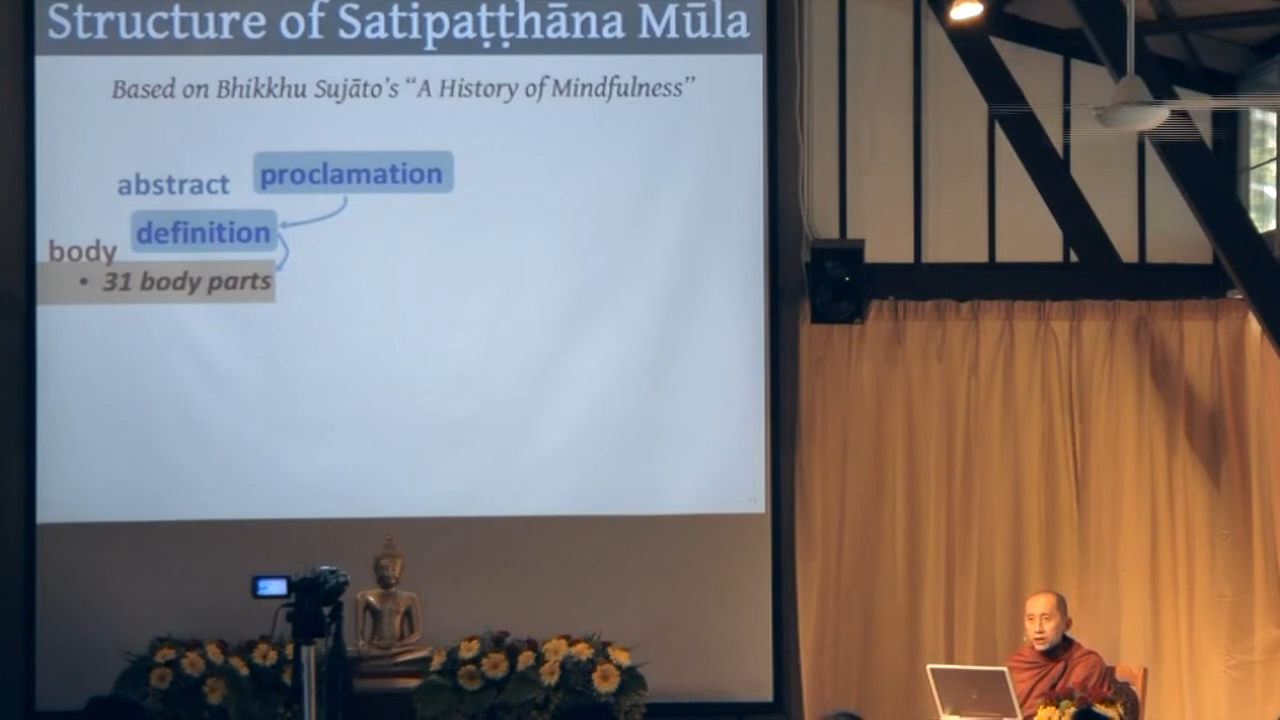 Structure of Satipaṭṭhāna Mūla
Based on Bhikkhu Sujāto's “A History of Mindfulness”
abstract
proclamation
definition
body
• 31 body parts